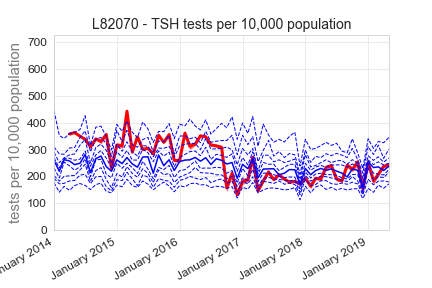 L82070 - TSH tests per 10,000 population
tests per 10,000 population
700
600
500
400
300
200
100
0
nuary 2014
January 2015
January 2016
January 2017
January 2018
January 2019